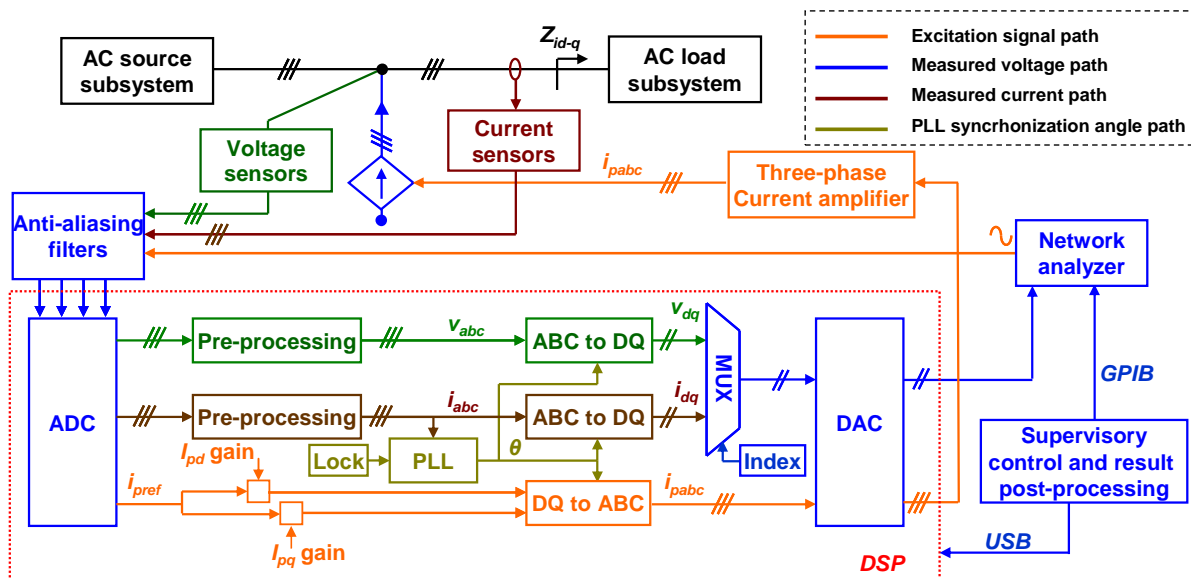 AC source
subsystem
Z_id-q
AC load
subsystem
Excitation signal path
Measured voltage path
Measured current path
PLL syncrhonization angle path
Voltage
sensors
Current
sensors
i_pabc
Three-phase
Current amplifier
Anti-aliasing
filters
Network
analyzer
ADC
Pre-processing
v_abc
ABC to DQ
v_dq
MUX
DAC
Pre-processing
i_abc
ABC to DQ
i_dq
GPIB
Lock
PLL
θ
Index
I_pd gain
i_pref
DQ to ABC
i_pabc
I_pq gain
Supervisory
control and result
post-processing
USB
DSP